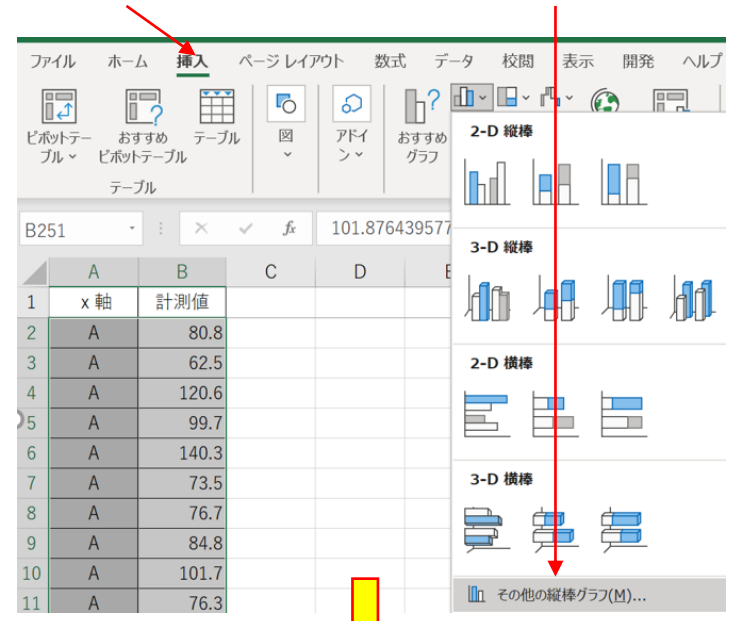 ファイル ホーム 挿入 ページ レイアウト 数式 データ 校閲 表示 開発 ヘルプ
ピボットテー おすすめ テーブル 図 アドイ おすすめ
ブル ピボットテーブル ン グラフ
テーブル
2-D 縦棒
B251 fx 101.876439577
3-D 縦棒
A B C D E
1 x 軸 計測値
2 A 80.8
3 A 62.5
2-D 横棒
4 A 120.6
5 A 99.7
6 A 140.3
3-D 横棒
7 A 73.5
8 A 76.7
9 A 84.8
10 A 101.7
その他の縦棒グラフ(M)...
11 A 76.3